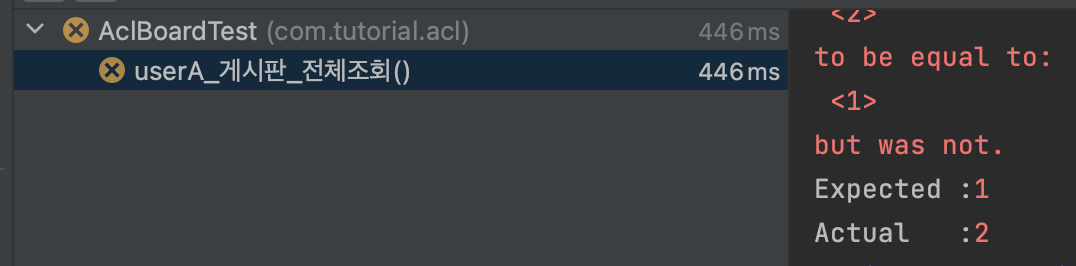 AclBoardTest (com.tutorial.acl) 446 ms
userA_게시판_전체조회() 446 ms
<2>
to be equal to:
<1>
but was not.
Expected :1
Actual :2